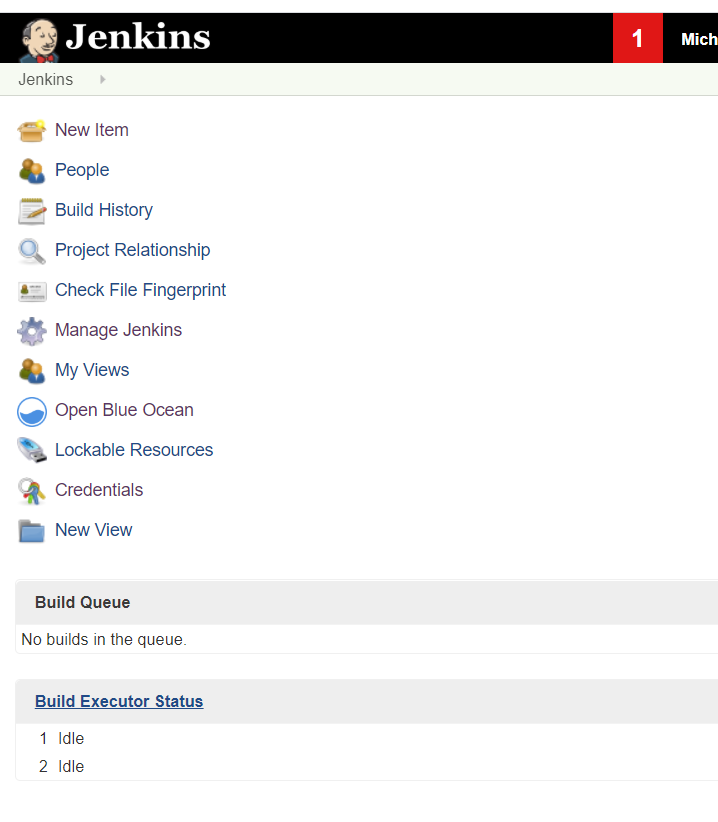 Jenkins
1 Mich
Jenkins
New Item
People
Build History
Project Relationship
Check File Fingerprint
Manage Jenkins
My Views
Open Blue Ocean
Lockable Resources
Credentials
New View
Build Queue
No builds in the queue.
Build Executor Status
1 Idle
2 Idle